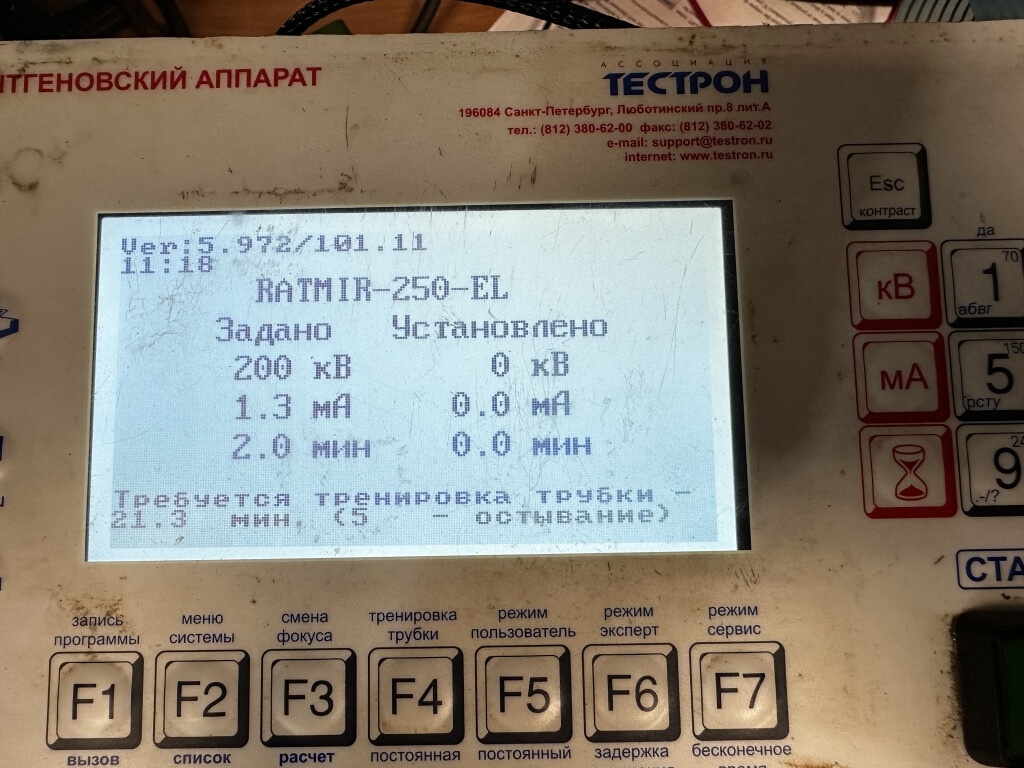 НТГЕНОВСКИЙ АППАРАТ
АССОЦИАЦИЯ
ТЕСТРОН
196084 Санкт-Петербург, Люботинский пр.8 лит.А
тел.: (812) 380-62-00 факс: (812) 380-62-02
e-mail: support@testron.ru
internet: www.testron.ru
Esc
контраст
Ver:5.972/101.11
11:18
RATMIR-250-EL
Задано Установлено
200 кВ 0 кВ
1.3 мА 0.0 мА
2.0 мин 0.0 мин
Требуется тренировка трубки -
21.3 мин. (5 - остывание)
кВ
да
1
70
абвг
мА
5
150
рсту
9
.-/?
СТА
запись программы
F1
вызов
меню системы
F2
список
смена фокуса
F3
расчет
тренировка трубки
F4
постоянная
режим пользователь
F5
постоянный
режим эксперт
F6
задержка
режим сервис
F7
бесконечное
время